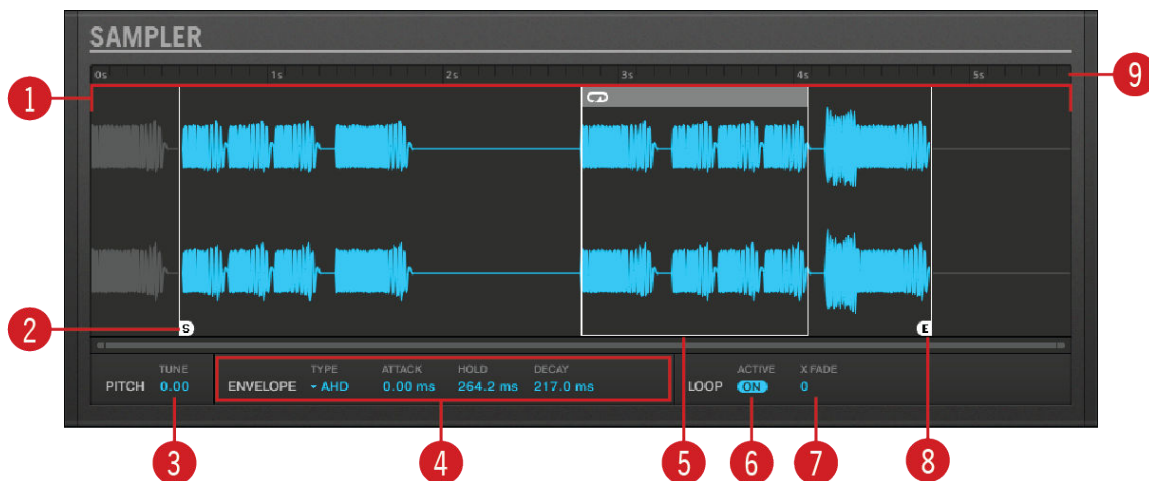 SAMPLER
0s 1s 2s 3s 4s 5s
9
1
2
S
E
TUNE TYPE ATTACK HOLD DECAY ACTIVE X FADE
PITCH 0.00 ENVELOPE AHD 0.00 ms 264.2 ms 217.0 ms LOOP ON 0
3 4 5 6 7 8